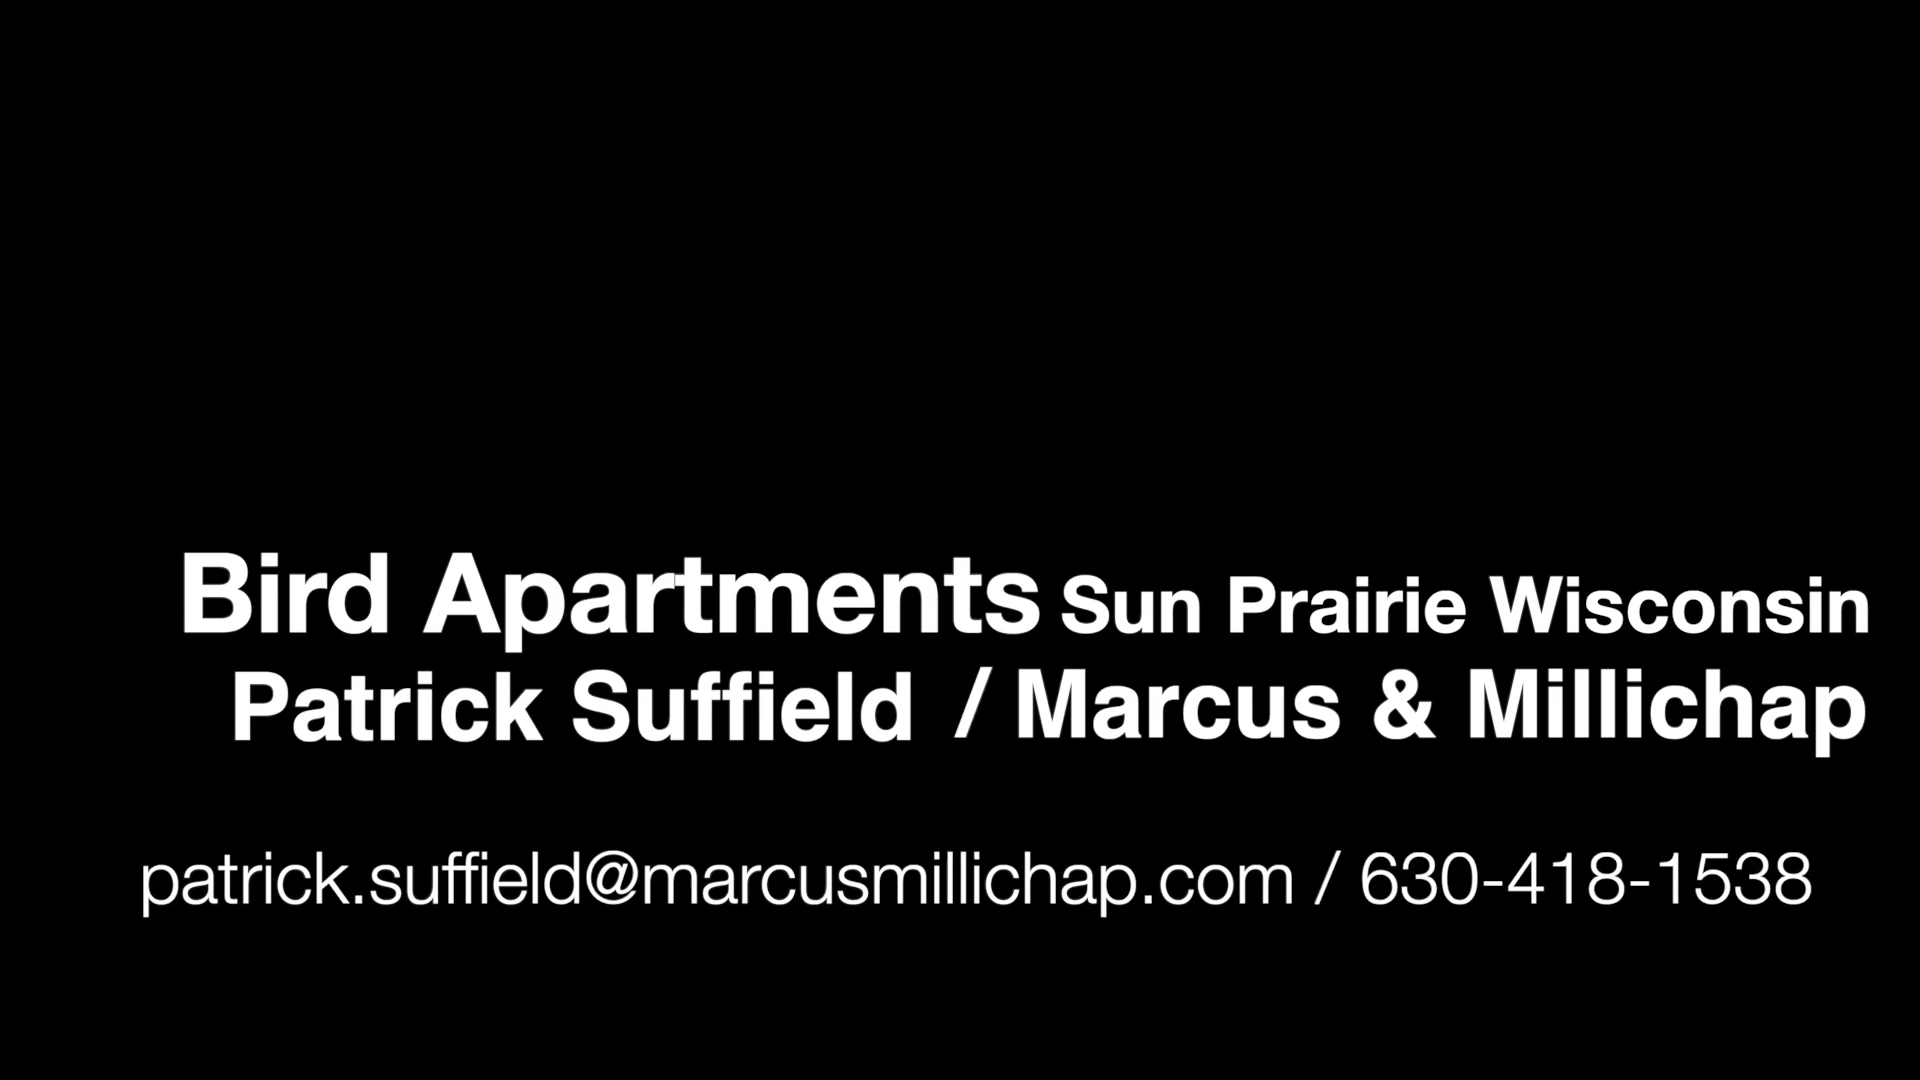 Bird Apartments Sun Prairie Wisconsin
Patrick Suffield / Marcus & Millichap
patrick.suffield@marcusmillichap.com / 630-418-1538